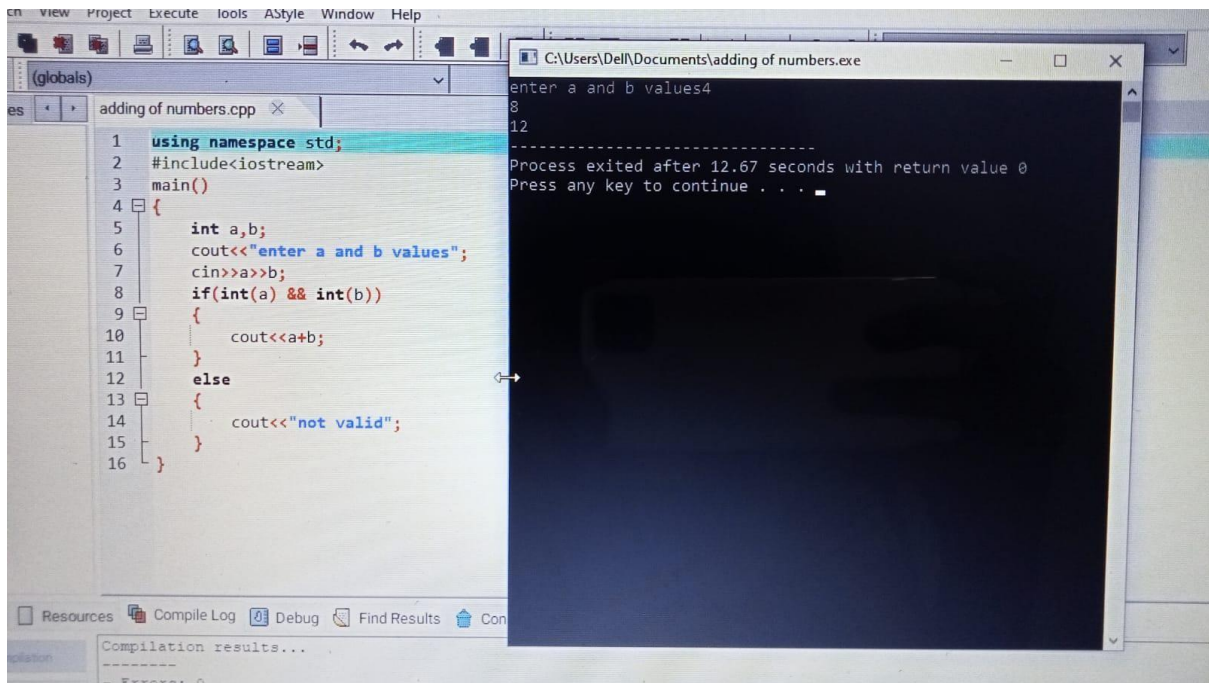 View Project Execute Tools AStyle Window Help
(globals)
es adding of numbers.cpp
1 using namespace std;
2 #include<iostream>
3 main()
4 {
5 int a,b;
6 cout<<"enter a and b values";
7 cin>>a>>b;
8 if(int(a) && int(b))
9 {
10 cout<<a+b;
11 }
12 else
13 {
14 cout<<"not valid";
15 }
16 }
C:\Users\Dell\Documents\adding of numbers.exe
enter a and b values4
8
12
--------------------------------
Process exited after 12.67 seconds with return value 0
Press any key to continue . . .
Resources Compile Log Debug Find Results Con
Compilation results...
--------
- Errors: 0